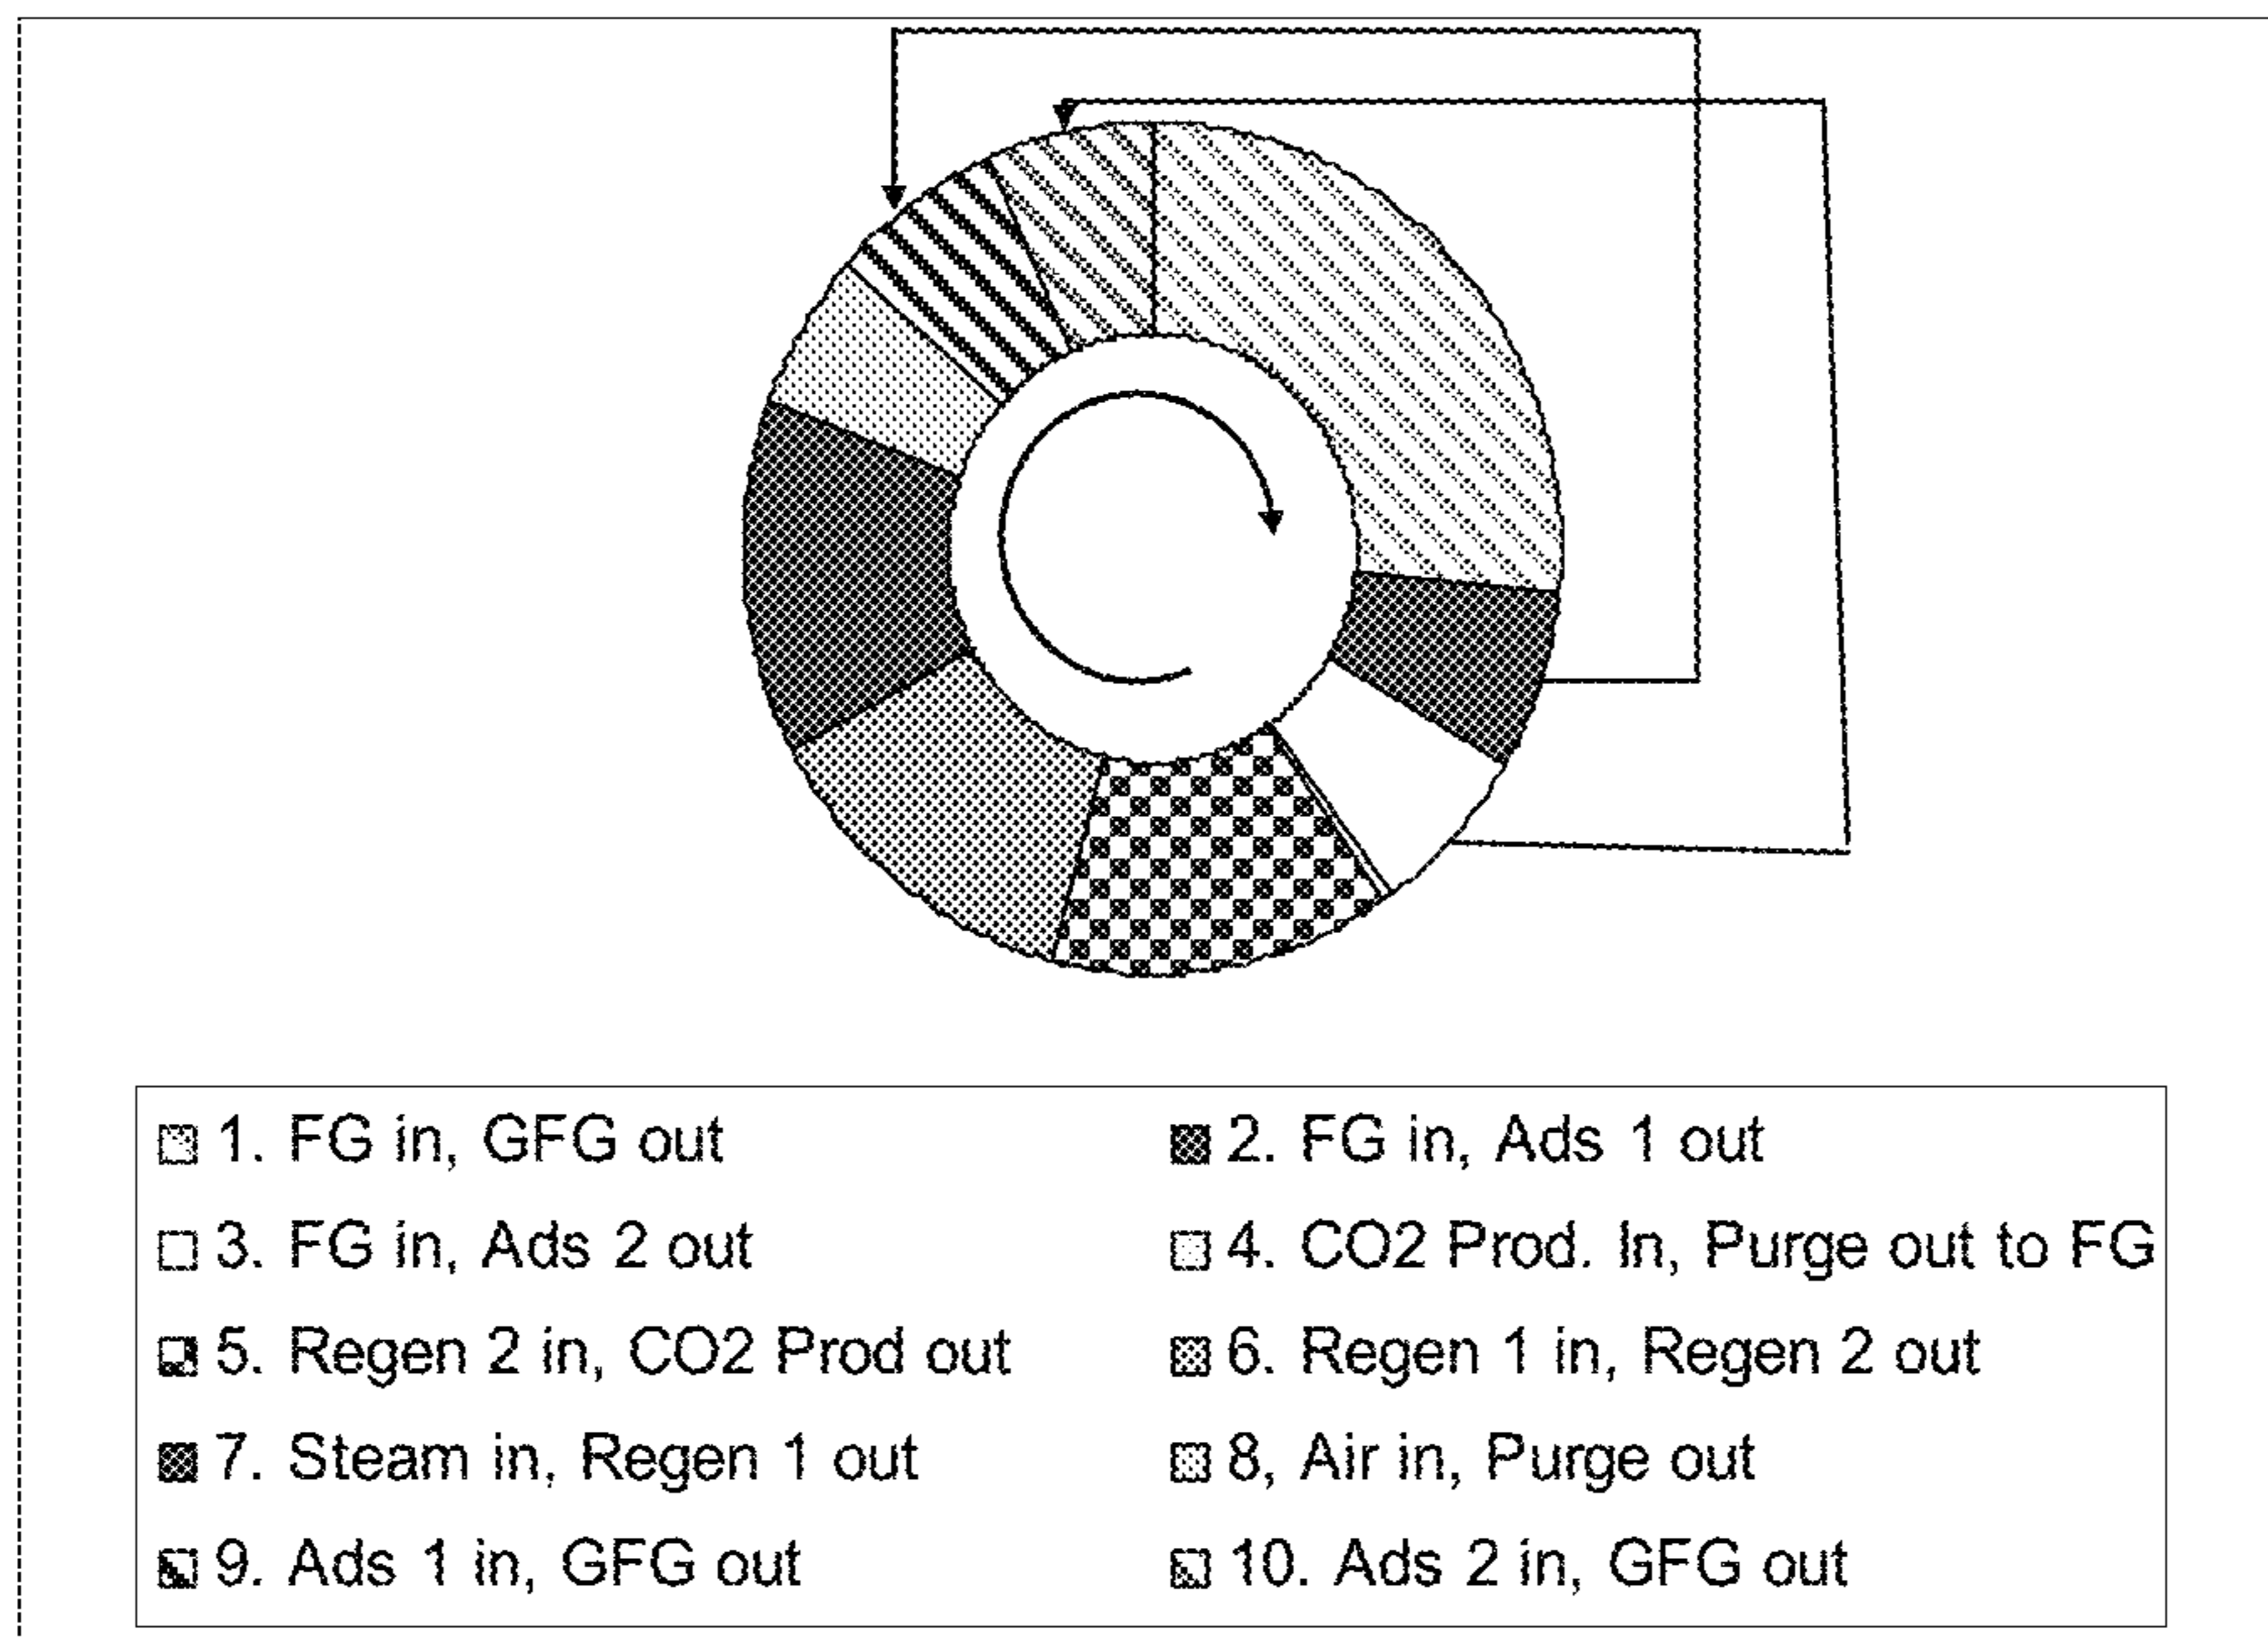 1. FG in, GFG out
2. FG in, Ads 1 out
3. FG in, Ads 2 out
4. CO2 Prod. In, Purge out to FG
5. Regen 2 in, CO2 Prod out
6. Regen 1 in, Regen 2 out
7. Steam in, Regen 1 out
8, Air in, Purge out
9. Ads 1 in, GFG out
10. Ads 2 in, GFG out